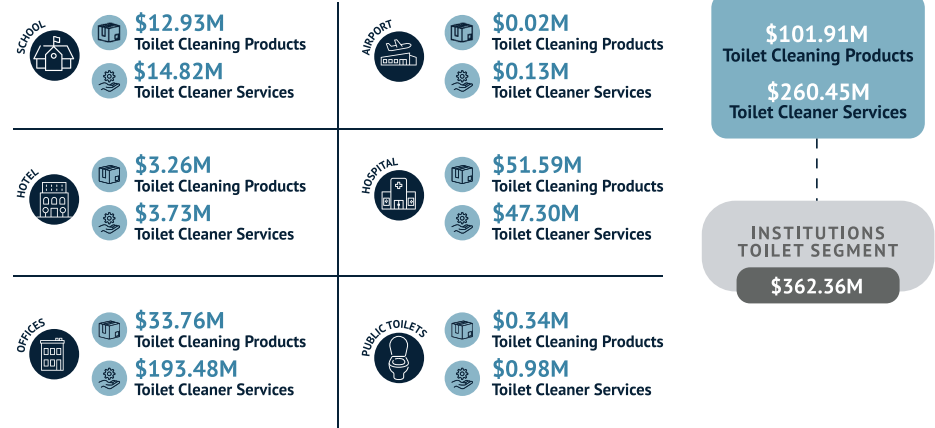 SCHOOL
$12.93M
Toilet Cleaning Products
$14.82M
Toilet Cleaner Services
AIRPORT
$0.02M
Toilet Cleaning Products
$0.13M
Toilet Cleaner Services
HOTEL
$3.26M
Toilet Cleaning Products
$3.73M
Toilet Cleaner Services
HOSPITAL
$51.59M
Toilet Cleaning Products
$47.30M
Toilet Cleaner Services
OFFICES
$33.76M
Toilet Cleaning Products
$193.48M
Toilet Cleaner Services
PUBLIC TOILETS
$0.34M
Toilet Cleaning Products
$0.98M
Toilet Cleaner Services
$101.91M
Toilet Cleaning Products
$260.45M
Toilet Cleaner Services
INSTITUTIONS
TOILET SEGMENT
$362.36M